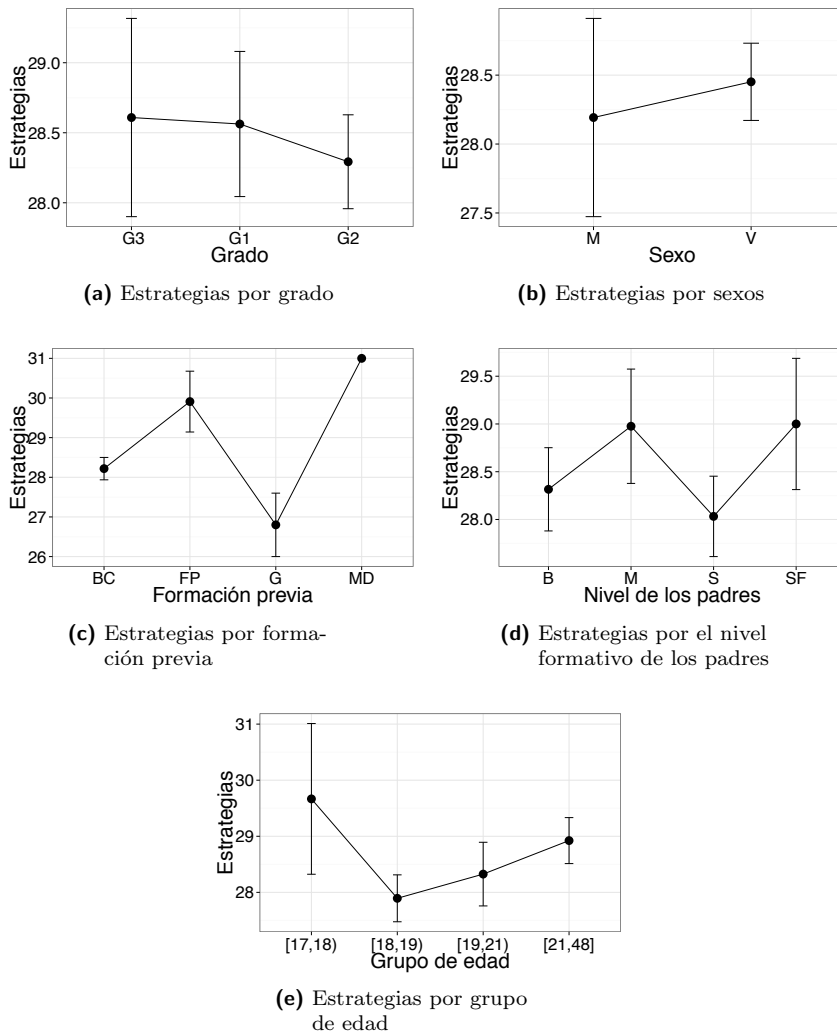 Estrategias
29.0
28.5
28.0
G3 G1 G2
Grado
(a) Estrategias por grado
Estrategias
28.5
28.0
27.5
M V
Sexo
(b) Estrategias por sexos
Estrategias
31
30
29
28
27
26
BC FP G MD
Formación previa
(c) Estrategias por forma-
ción previa
Estrategias
29.5
29.0
28.5
28.0
B M S SF
Nivel de los padres
(d) Estrategias por el nivel
formativo de los padres
Estrategias
31
30
29
28
[17,18) [18,19) [19,21) [21,48]
Grupo de edad
(e) Estrategias por grupo
de edad